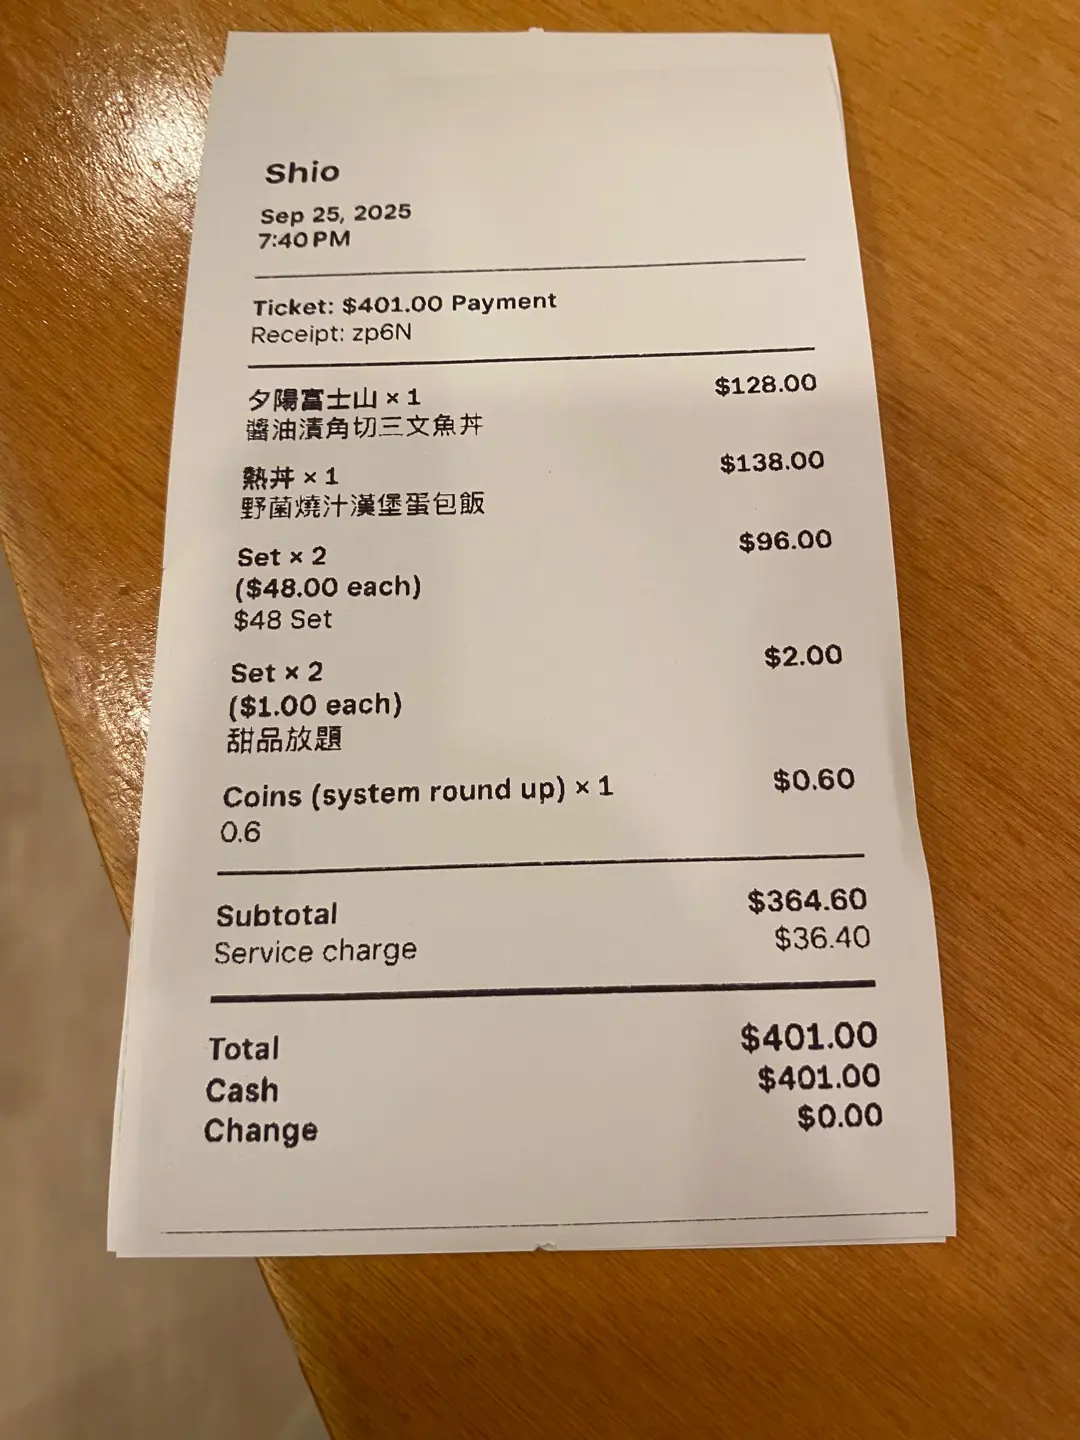 Shio
Sep 25, 2025
7:40 PM
Ticket: $401.00 Payment
Receipt: zp6N
夕陽富士山 × 1 $128.00
醬油漬角切三文魚丼
熱丼 × 1 $138.00
野菌燒汁漢堡蛋包飯
Set × 2 $96.00
($48.00 each)
$48 Set
Set × 2 $2.00
($1.00 each)
甜品放題
Coins (system round up) × 1 $0.60
0.6
Subtotal $364.60
Service charge $36.40
Total $401.00
Cash $401.00
Change $0.00